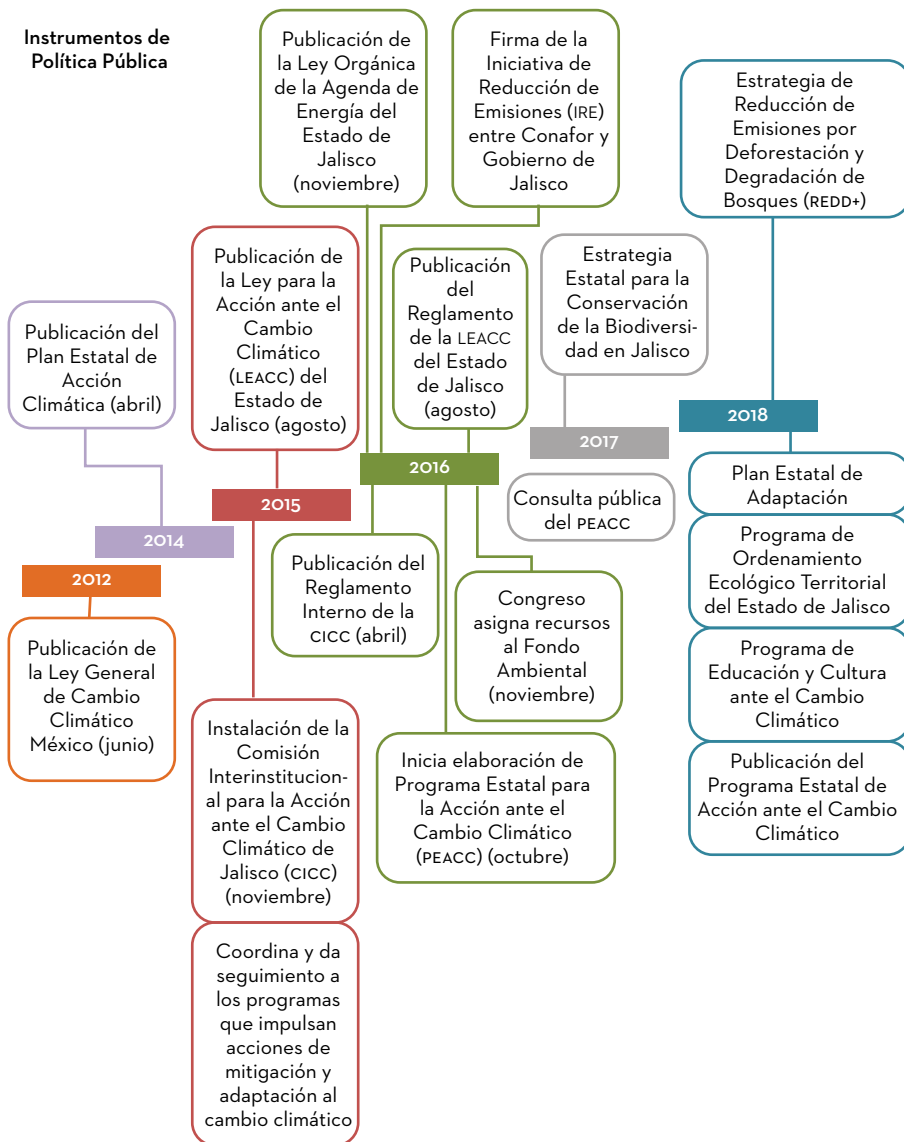 Instrumentos de
Política Pública
Publicación de
la Ley Orgánica
de la Agenda de
Energía del
Estado de
Jalisco
(noviembre)
Firma de la
Iniciativa de
Reducción de
Emisiones (IRE)
entre Conafor y
Gobierno de
Jalisco
Estrategia de
Reducción de
Emisiones por
Deforestación y
Degradación de
Bosques (REDD+)
Publicación de
la Ley para la
Acción ante el
Cambio
Climático
(LEACC) del
Estado de
Jalisco (agosto)
Publicación
del
Reglamento
de la LEACC
del Estado
de Jalisco
(agosto)
Estrategia
Estatal para la
Conservación
de la Biodiversi-
dad en Jalisco
Publicación del
Plan Estatal de
Acción
Climática (abril)
2018
2017
2016
2015
2014
2012
Consulta pública
del PEACC
Plan Estatal de
Adaptación
Programa de
Ordenamiento
Ecológico Territorial
del Estado de Jalisco
Programa de
Educación y Cultura
ante el Cambio
Climático
Publicación del
Programa Estatal de
Acción ante el Cambio
Climático
Publicación del
Reglamento
Interno de la
CICC (abril)
Congreso
asigna recursos
al Fondo
Ambiental
(noviembre)
Publicación de
la Ley General
de Cambio
Climático
México (junio)
Instalación de la
Comisión
Interinstitucion-
al para la Acción
ante el Cambio
Climático de
Jalisco (CICC)
(noviembre)
Inicia elaboración de
Programa Estatal para
la Acción ante el
Cambio Climático
(PEACC) (octubre)
Coordina y da
seguimiento a
los programas
que impulsan
acciones de
mitigación y
adaptación al
cambio climático